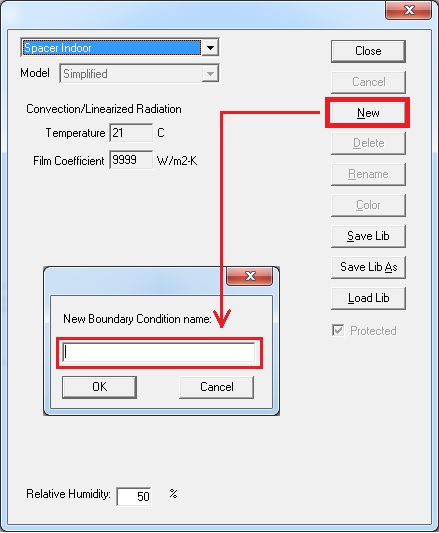 Spacer Indoor
Close
Model Simplified
Cancel
Convection/Linearized Radiation
New
Temperature 21 C
Delete
Film Coefficient 9999 W/m2-K
Rename
Color
Save Lib
Save Lib As
Load Lib
Protected
New Boundary Condition name:
OK Cancel
Relative Humidity: 50 %